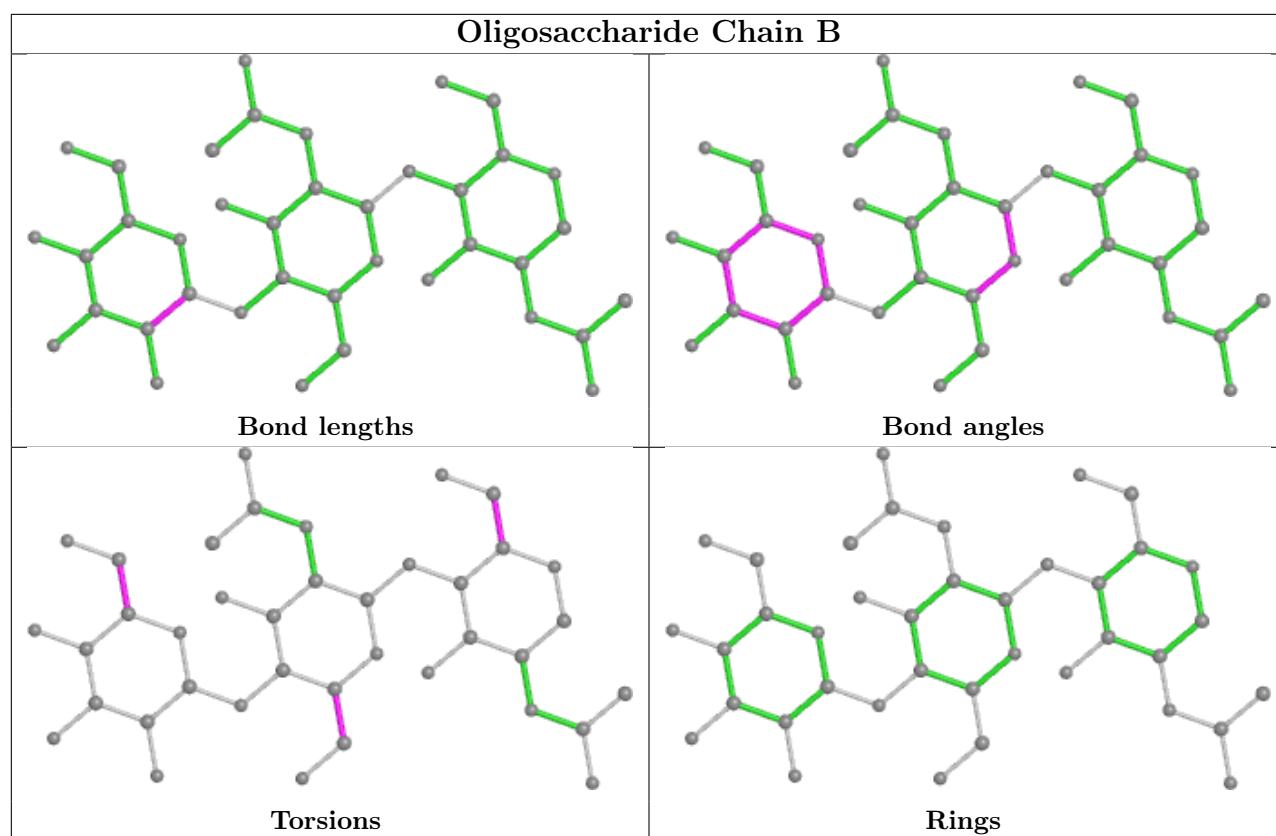 Oligosaccharide Chain B
Bond lengths
Bond angles
Torsions
Rings